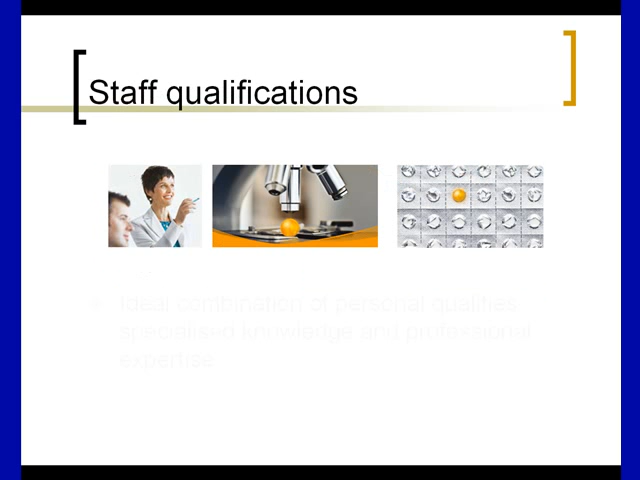 Staff qualifications
Ideal combination of personal qualities
specialised knowledge and professional
expertise